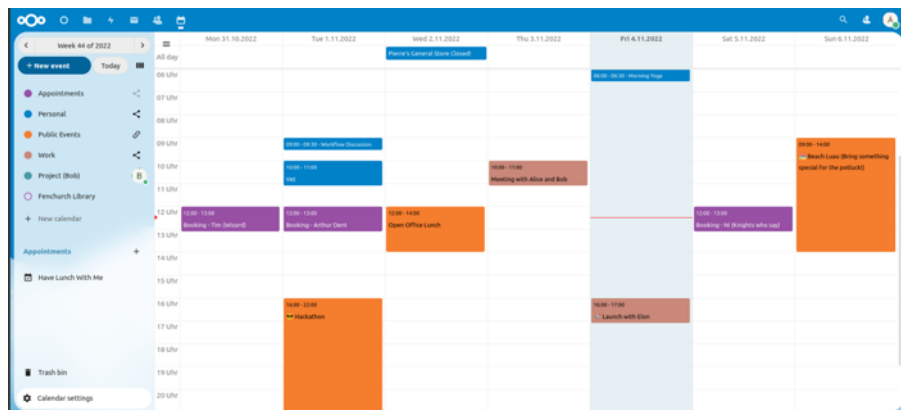 Week 44 of 2022
+ New event
Today
Appointments
Personal
Public Events
Work
Project (Bob)
B
Fenchurch Library
+ New calendar
Appointments +
Have Lunch With Me
Trash bin
Calendar settings
A
Mon 31.10.2022
Tue 1.11.2022
Wed 2.11.2022
Thu 3.11.2022
Fri 4.11.2022
Sat 5.11.2022
Sun 6.11.2022
All day
Pierre's General Store Closed!
06 Uhr
06:00 - 06:30 - Morning Yoga
07 Uhr
08 Uhr
09 Uhr
09:00 - 09:30 - Workflow Discussion
09:00 - 14:00
Beach Luau (Bring something
special for the potluck!)
10 Uhr
10:00 - 11:00
Vet
10:00 - 11:00
Meeting with Alice and Bob
11 Uhr
12 Uhr
12:00 - 13:00
Booking - Tim (Wizard)
12:00 - 13:00
Booking - Arthur Dent
12:00 - 14:00
Open Office Lunch
12:00 - 13:00
Booking - Ni (Knights who say)
13 Uhr
14 Uhr
15 Uhr
16 Uhr
16:00 - 22:00
Hackathon
16:00 - 17:00
Launch with Elon
17 Uhr
18 Uhr
19 Uhr
20 Uhr